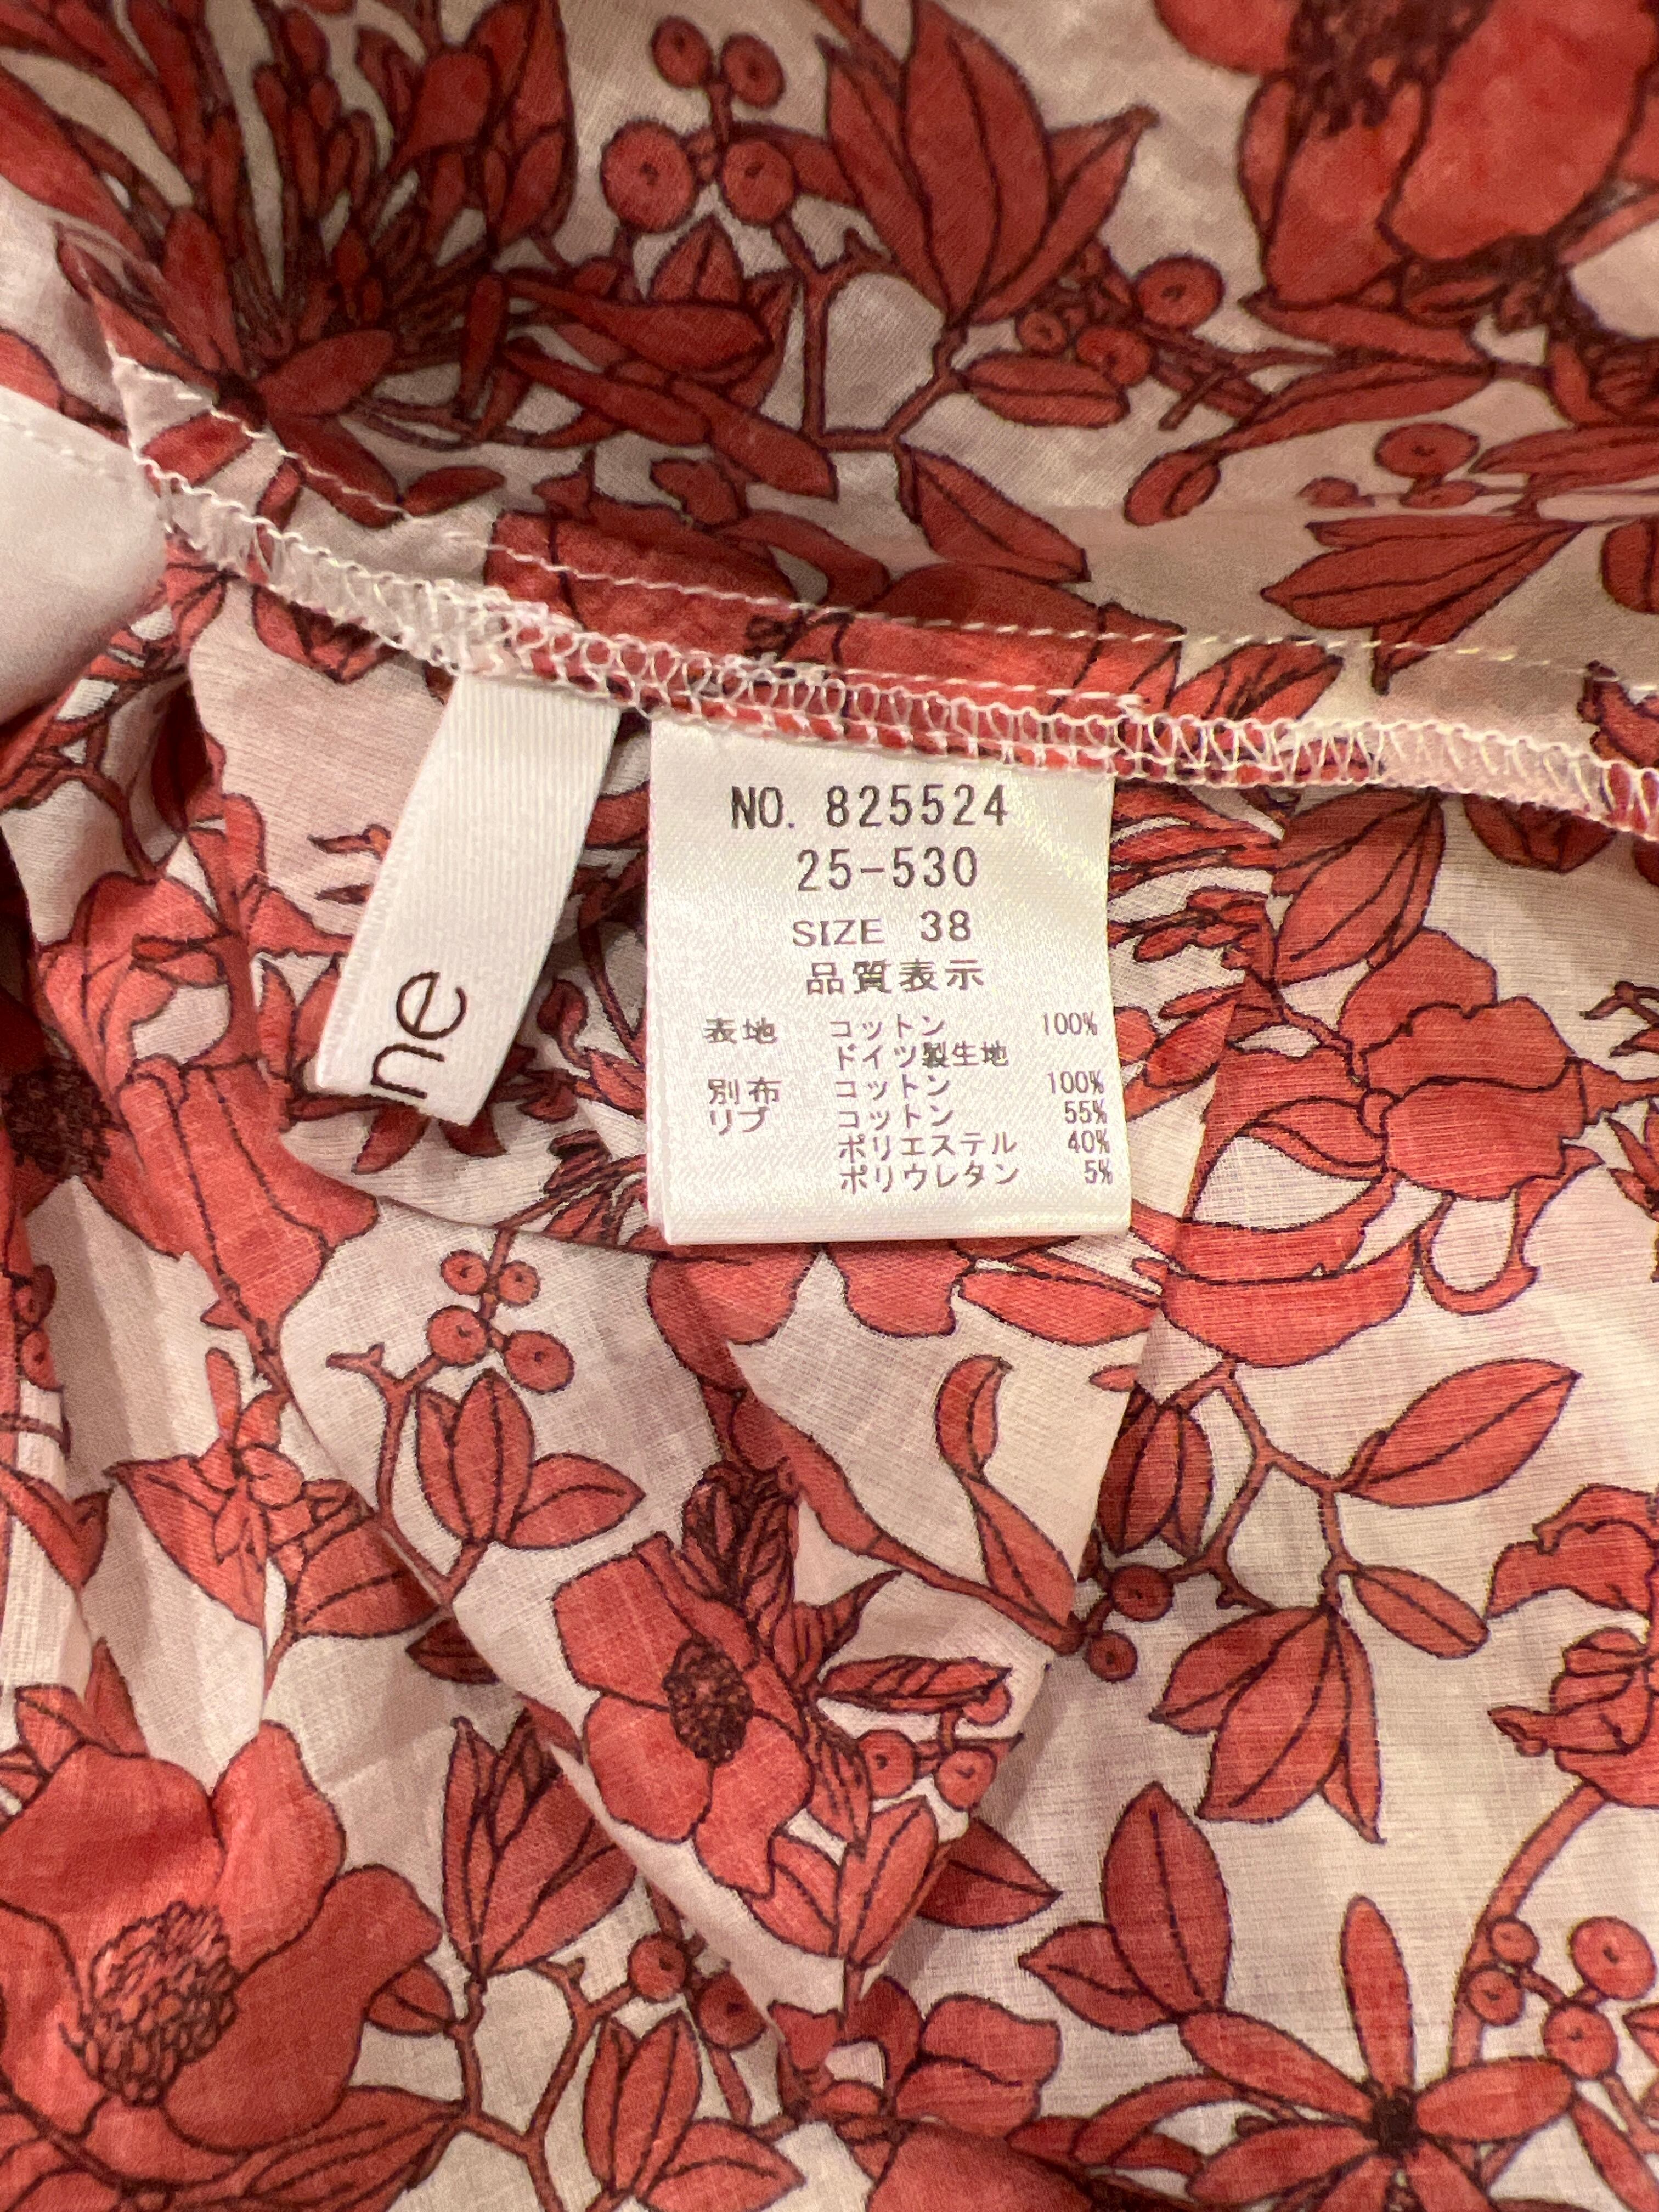 ne
NO. 825524
25-530
SIZE 38
品質表示
表地 コットン 100%
ドイツ製生地
別布 コットン 100%
リブ コットン 55%
ポリエステル 40%
ポリウレタン 5%